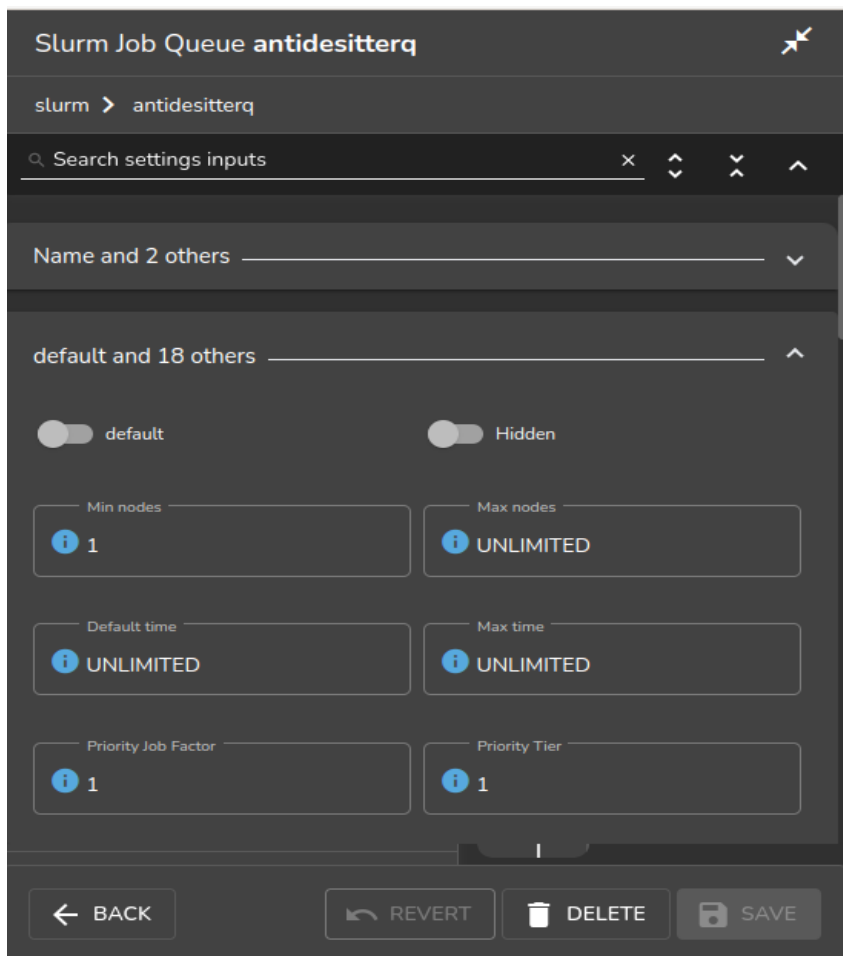 Slurm Job Queue antidesitterq
slurm > antidesitterq
Search settings inputs
Name and 2 others
default and 18 others
default Hidden
Min nodes Max nodes
1 UNLIMITED
Default time Max time
UNLIMITED UNLIMITED
Priority Job Factor Priority Tier
1 1
BACK REVERT DELETE SAVE